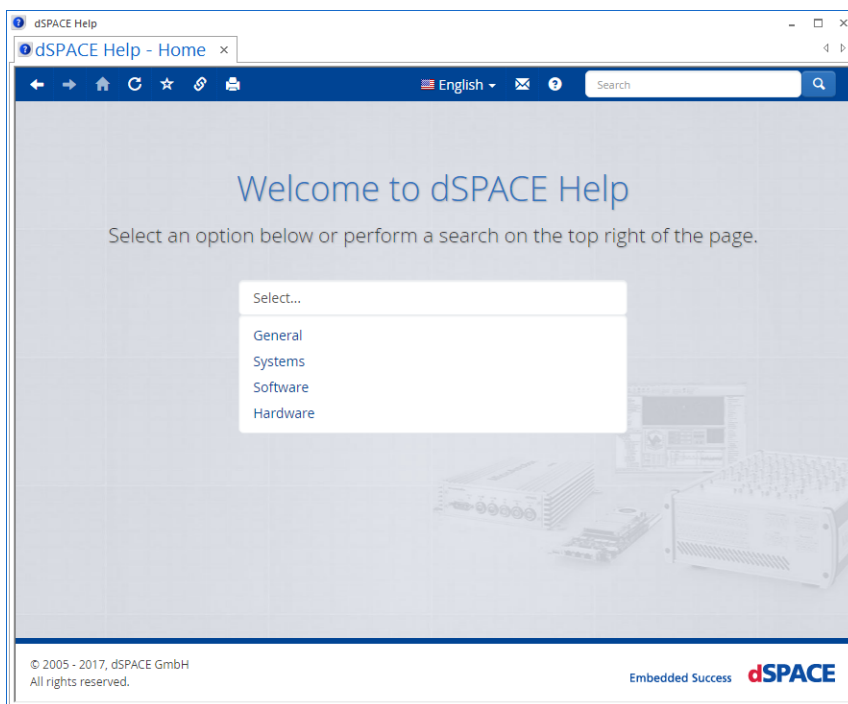 dSPACE Help
dSPACE Help - Home
English
Search
Welcome to dSPACE Help
Select an option below or perform a search on the top right of the page.
Select...
General
Systems
Software
Hardware
© 2005 - 2017, dSPACE GmbH
All rights reserved.
Embedded Success dSPACE